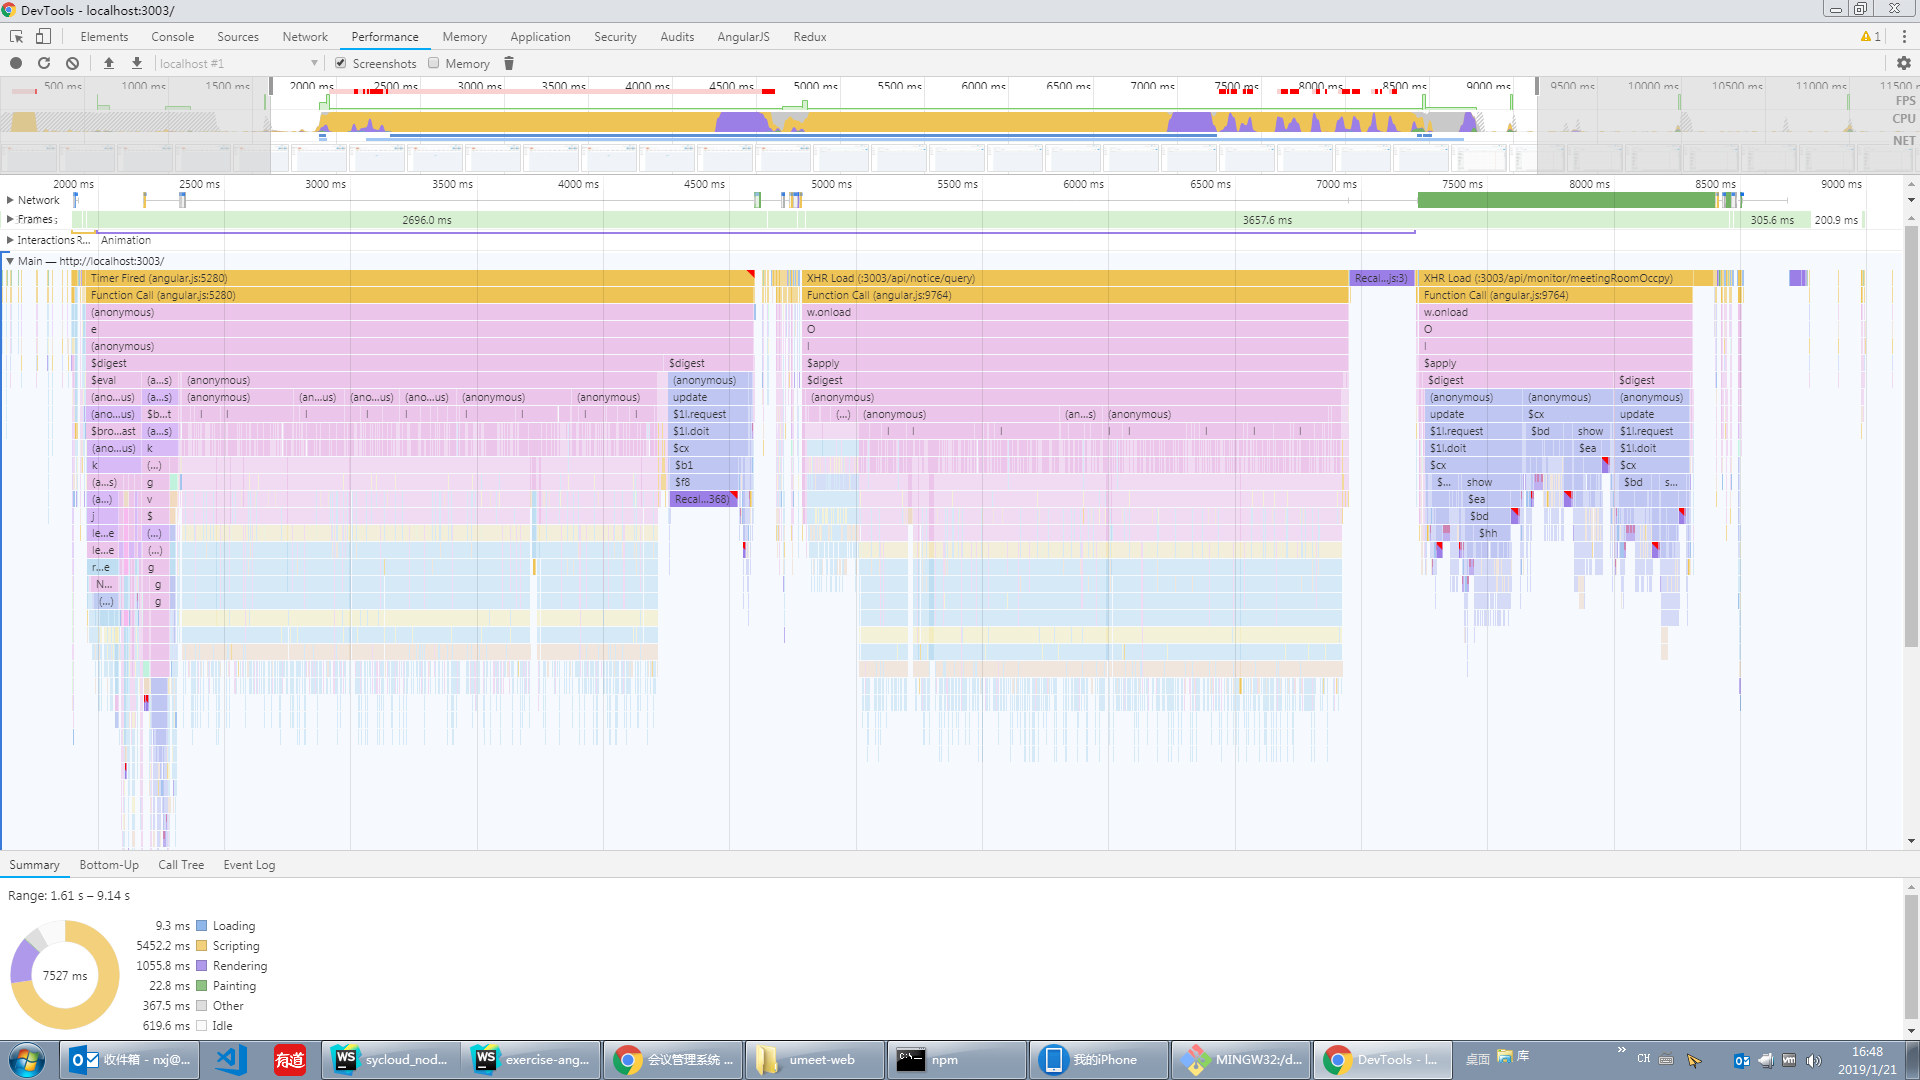 DevTools - localhost:3003/
Elements Console Sources Network Performance Memory Application Security Audits AngularJS Redux 1
localhost #1 Screenshots Memory
500 ms 1000 ms 1500 ms 2000 ms 2500 ms 3000 ms 3500 ms 4000 ms 4500 ms 5000 ms 5500 ms 6000 ms 6500 ms 7000 ms 7500 ms 8000 ms 8500 ms 9000 ms 9500 ms 10000 ms 10500 ms 11000 ms 11500 m
FPS
CPU
NET
2000 ms 2500 ms 3000 ms 3500 ms 4000 ms 4500 ms 5000 ms 5500 ms 6000 ms 6500 ms 7000 ms 7500 ms 8000 ms 8500 ms 9000 ms
Network
Frames 2696.0 ms 3657.6 ms 305.6 ms 200.9 ms
Interactions R... Animation
Main — http://localhost:3003/
Timer Fired (angular.js:5280) XHR Load (:3003/api/notice/query) Recal...js:3) XHR Load (:3003/api/monitor/meetingRoomOccpy)
Function Call (angular.js:5280) Function Call (angular.js:9764) Function Call (angular.js:9764)
(anonymous) w.onload w.onload
e O O
(anonymous) l l
$digest $digest $apply $apply
$eval (a...s) (anonymous) (anonymous) $digest $digest $digest
(ano...us) (a...s) (anonymous) (an...us) (ano...us) (ano...us) (anonymous) (anonymous) update (anonymous) (anonymous) (anonymous) (anonymous)
(ano...us) $b...t $1l.request (...) (anonymous) (an...s) (anonymous) update $cx update
$bro...ast (a...s) $1l.doit $1l.request $bd show $1l.request
(ano...us) k $cx $1l.doit $ea $1l.doit
k (...) $b1 $cx $cx
(a...s) g $f8 $... show $bd s...
(a...) v Recal...368) $ea
j $ $bd
le...e (...) $hh
le...e (...)
r...e g
N... g
(...) g
Summary Bottom-Up Call Tree Event Log
Range: 1.61 s – 9.14 s
7527 ms
9.3 ms Loading
5452.2 ms Scripting
1055.8 ms Rendering
22.8 ms Painting
367.5 ms Other
619.6 ms Idle
收件箱 - nxj@... 有道 sycloud_nod... exercise-ang... 会议管理系统 ... umeet-web npm 我的iPhone MINGW32:/d... DevTools - l... 桌面 库 » CH
16:48
2019/1/21